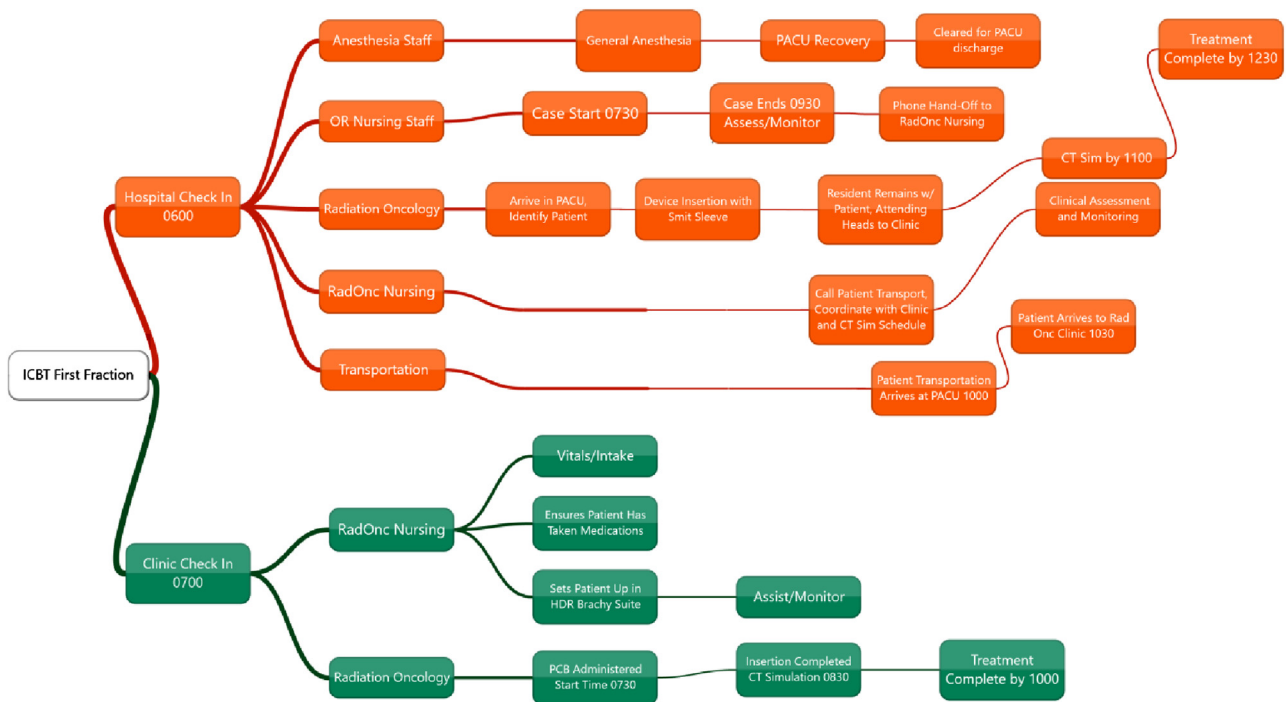 Anesthesia Staff
General Anesthesia
PACU Recovery
Cleared for PACU
discharge
Treatment
Complete by 1230
OR Nursing Staff
Case Start 0730
Case Ends 0930
Assess/Monitor
Phone Hand-Off to
RadOnc Nursing
CT Sim by 1100
Hospital Check In
0600
Radiation Oncology
Arrive in PACU,
Identify Patient
Device Insertion with
Smit Sleeve
Resident Remains w/
Patient, Attending
Heads to Clinic
Clinical Assessment
and Monitoring
RadOnc Nursing
Call Patient Transport,
Coordinate with Clinic
and CT Sim Schedule
Patient Arrives to Rad
Onc Clinic 1030
Transportation
Patient Transportation
Arrives at PACU 1000
ICBT First Fraction
Vitals/Intake
RadOnc Nursing
Ensures Patient Has
Taken Medications
Clinic Check In
0700
Sets Patient Up in
HDR Brachy Suite
Assist/Monitor
Radiation Oncology
PCB Administered
Start Time 0730
Insertion Completed
CT Simulation 0830
Treatment
Complete by 1000